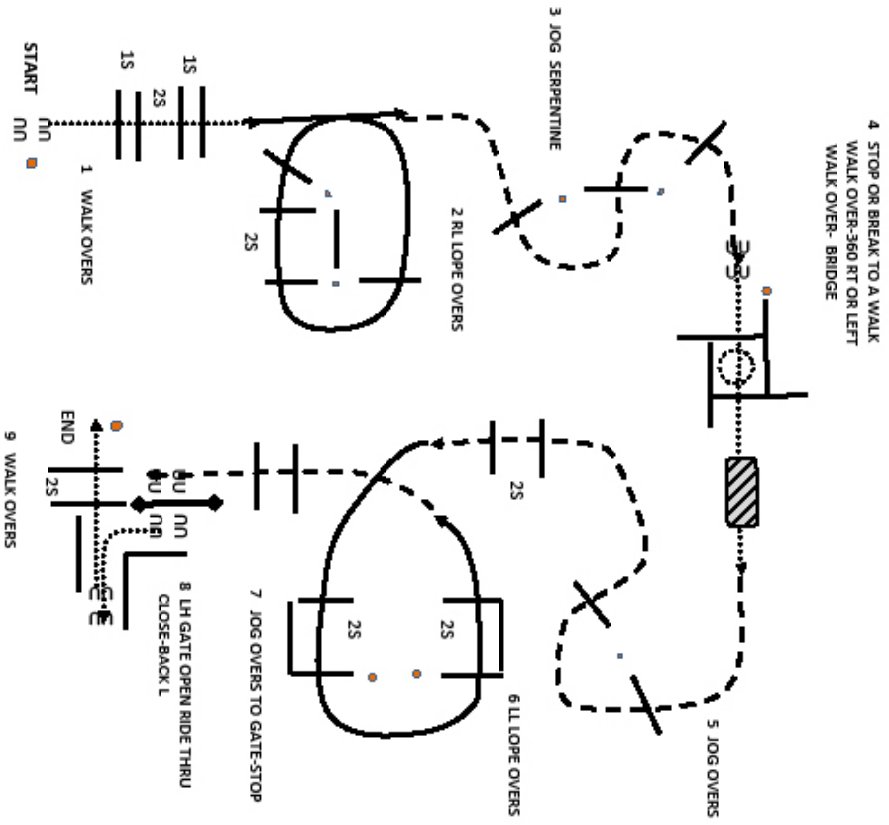 START
1S
2S
1S
1 WALK OVERS
2 RL LOPE OVERS
2S
3 JOG SERPENTINE
4 STOP OR BREAK TO A WALK
WALK OVER-360 RT OR LEFT
WALK OVER- BRIDGE
5 JOG OVERS
2S
6 LL LOPE OVERS
2S
2S
7 JOG OVERS TO GATE-STOP
8 LH GATE OPEN RIDE THRU
CLOSE-BACK L
9 WALK OVERS
2S
END